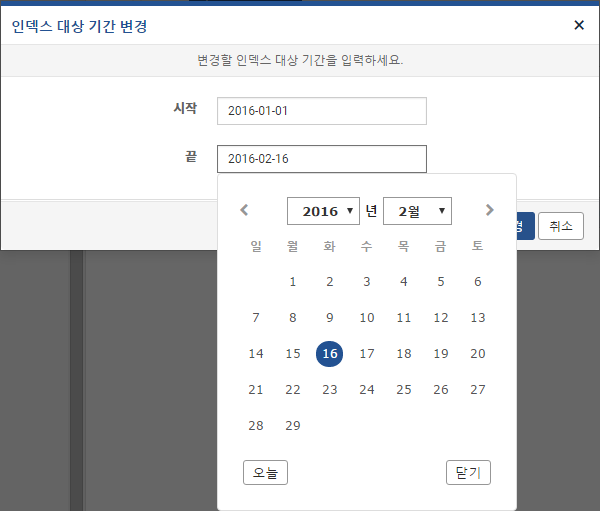 인덱스 대상 기간 변경 ×
변경할 인덱스 대상 기간을 입력하세요.
시작 2016-01-01
끝 2016-02-16
2016 년 2월
일 월 화 수 목 금 토
1 2 3 4 5 6
7 8 9 10 11 12 13
14 15 16 17 18 19 20
21 22 23 24 25 26 27
28 29
오늘 닫기
취소